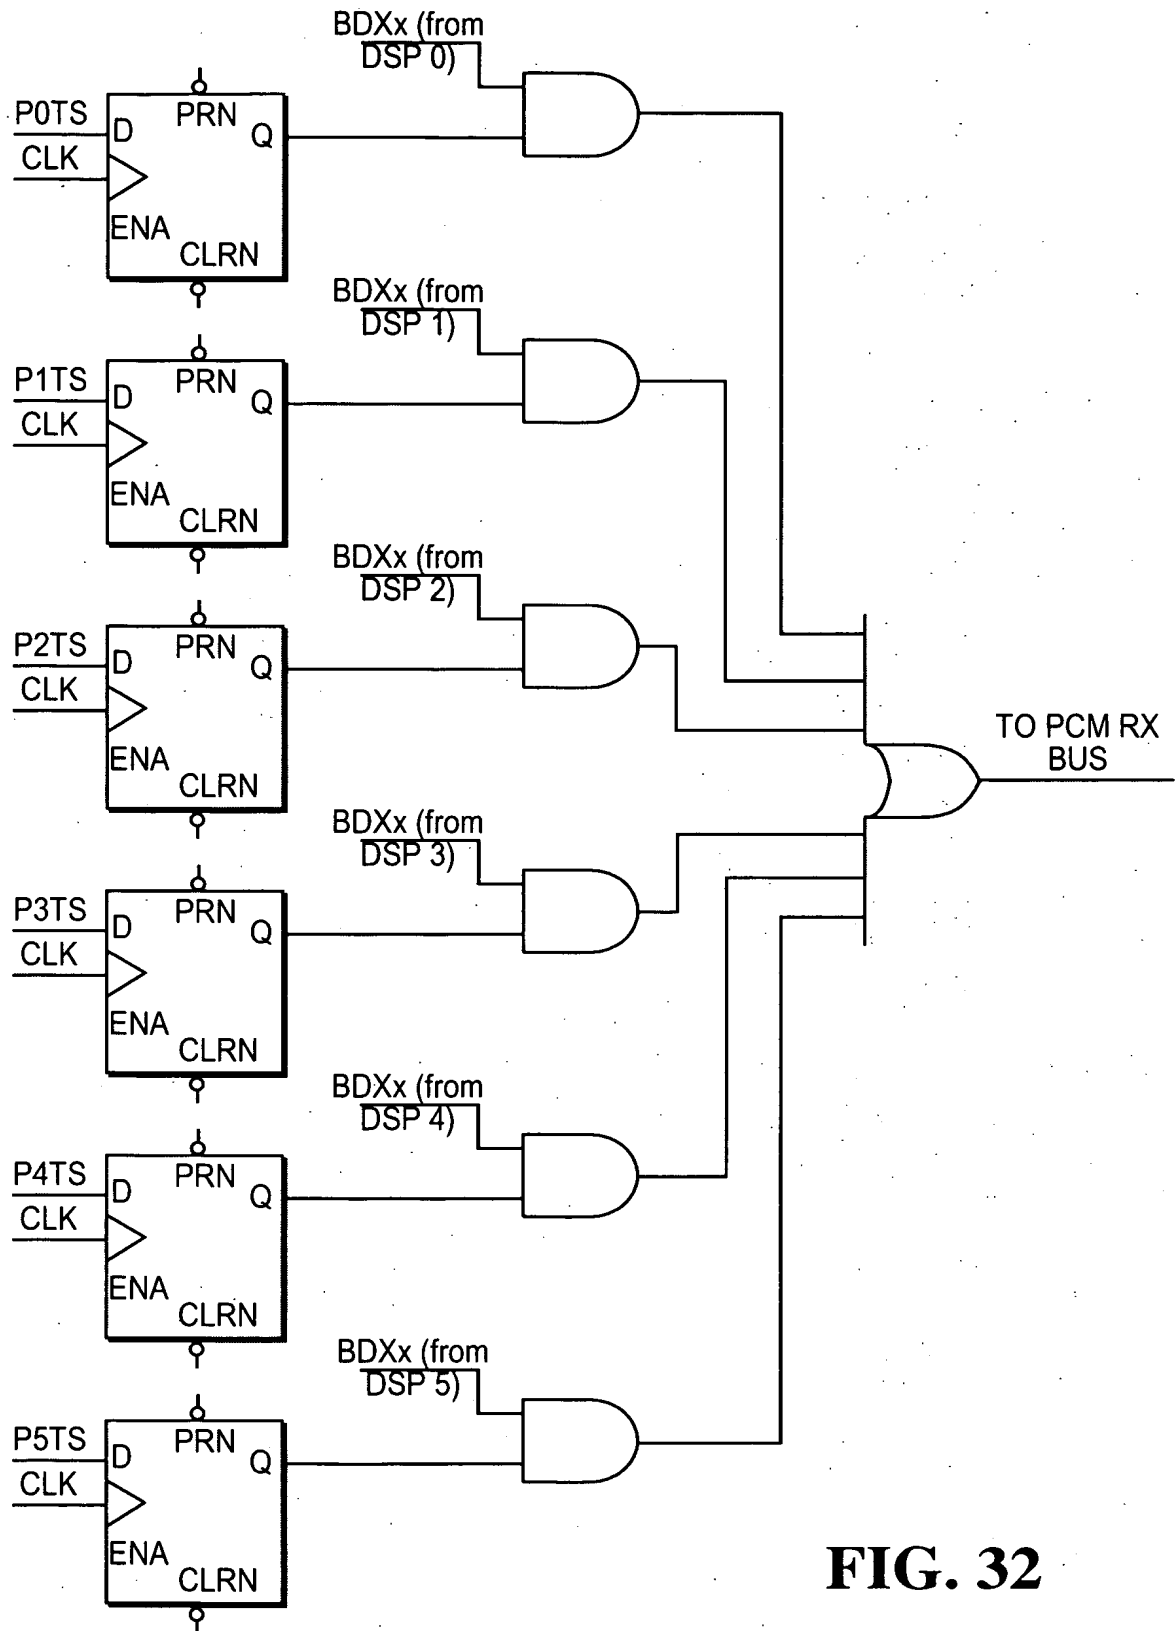 BDXx (from
DSP 0)
P0TS
CLK
D
PRN
Q
ENA
CLRN
BDXx (from
DSP 1)
P1TS
CLK
D
PRN
Q
ENA
CLRN
BDXx (from
DSP 2)
P2TS
CLK
D
PRN
Q
ENA
CLRN
TO PCM RX
BUS
BDXx (from
DSP 3)
P3TS
CLK
D
PRN
Q
ENA
CLRN
BDXx (from
DSP 4)
P4TS
CLK
D
PRN
Q
ENA
CLRN
BDXx (from
DSP 5)
P5TS
CLK
D
PRN
Q
ENA
CLRN
FIG. 32